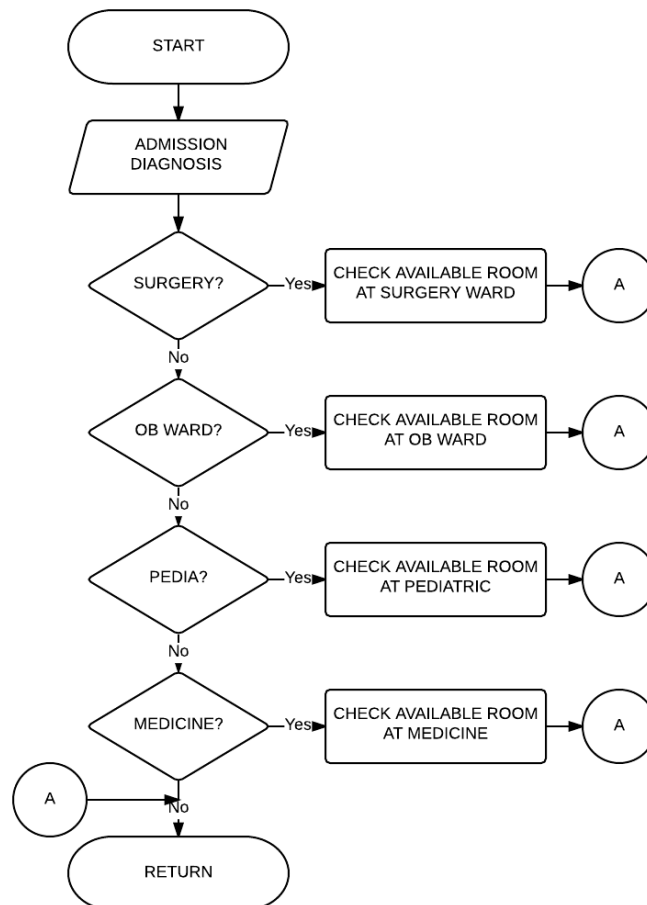 START
ADMISSION
DIAGNOSIS
SURGERY?
Yes
CHECK AVAILABLE ROOM
AT SURGERY WARD
A
No
OB WARD?
Yes
CHECK AVAILABLE ROOM
AT OB WARD
A
No
PEDIA?
Yes
CHECK AVAILABLE ROOM
AT PEDIATRIC
A
No
MEDICINE?
Yes
CHECK AVAILABLE ROOM
AT MEDICINE
A
A
No
RETURN